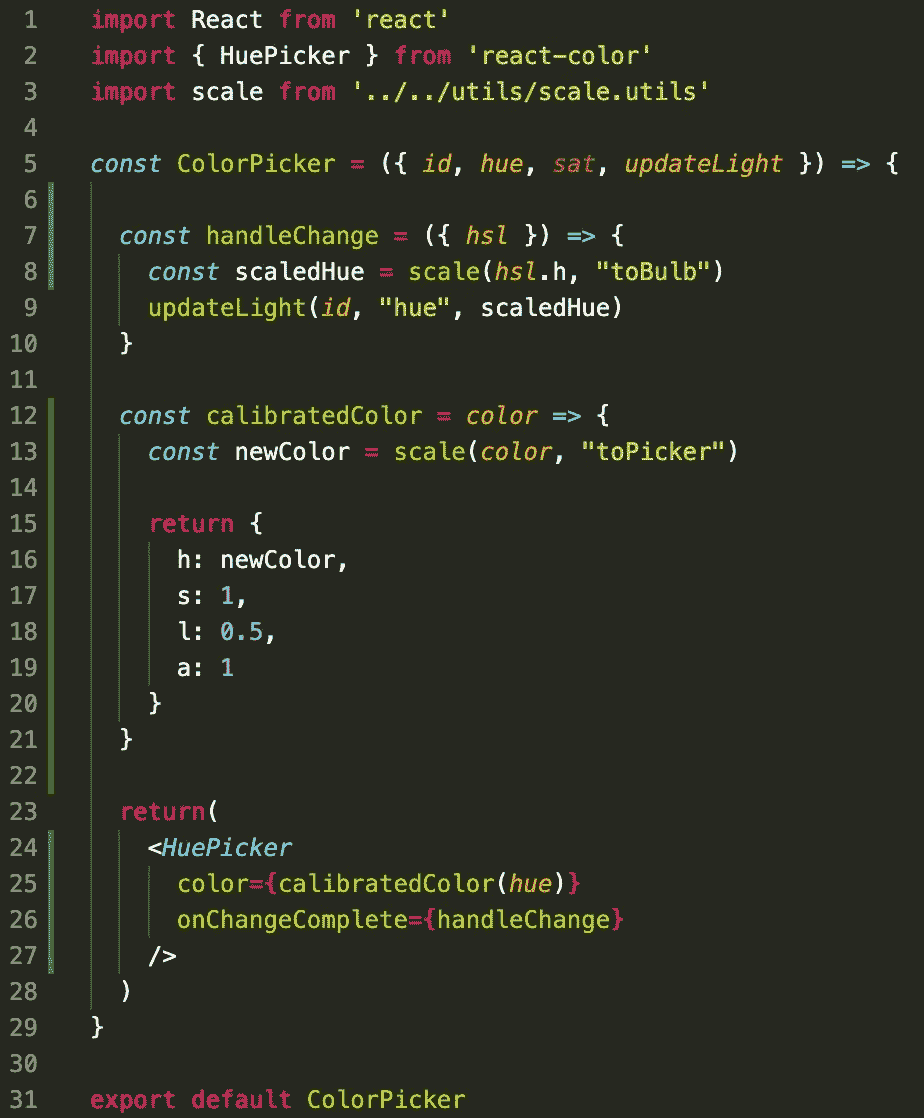 1 import React from 'react'
2 import { HuePicker } from 'react-color'
3 import scale from '../../utils/scale.utils'
4
5 const ColorPicker = ({ id, hue, sat, updateLight }) => {
6
7 const handleChange = ({ hsl }) => {
8 const scaledHue = scale(hsl.h, "toBulb")
9 updateLight(id, "hue", scaledHue)
10 }
11
12 const calibratedColor = color => {
13 const newColor = scale(color, "toPicker")
14
15 return {
16 h: newColor,
17 s: 1,
18 l: 0.5,
19 a: 1
20 }
21 }
22
23 return(
24 <HuePicker
25 color={calibratedColor(hue)}
26 onChangeComplete={handleChange}
27 />
28 )
29 }
30
31 export default ColorPicker